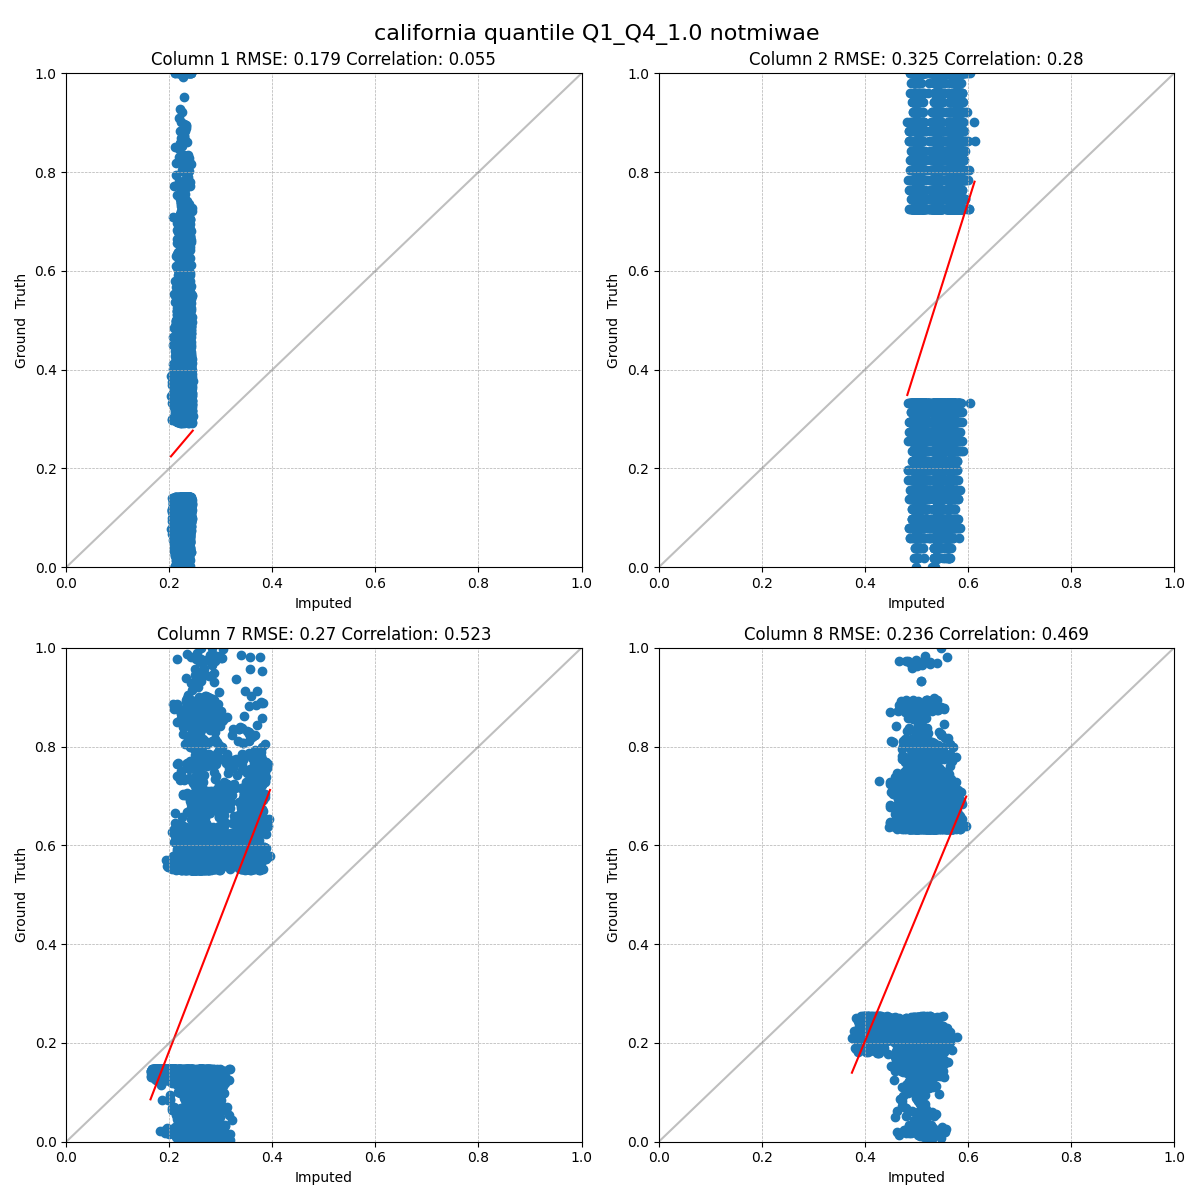 california quantile Q1_Q4_1.0 notmiwae
Column 1 RMSE: 0.179 Correlation: 0.055
1.0
0.8
0.6
0.4
0.2
0.0
Ground Truth
0.0 0.2 0.4 0.6 0.8 1.0
Imputed
Column 2 RMSE: 0.325 Correlation: 0.28
1.0
0.8
0.6
0.4
0.2
0.0
Ground Truth
0.0 0.2 0.4 0.6 0.8 1.0
Imputed
Column 7 RMSE: 0.27 Correlation: 0.523
1.0
0.8
0.6
0.4
0.2
0.0
Ground Truth
0.0 0.2 0.4 0.6 0.8 1.0
Imputed
Column 8 RMSE: 0.236 Correlation: 0.469
1.0
0.8
0.6
0.4
0.2
0.0
Ground Truth
0.0 0.2 0.4 0.6 0.8 1.0
Imputed